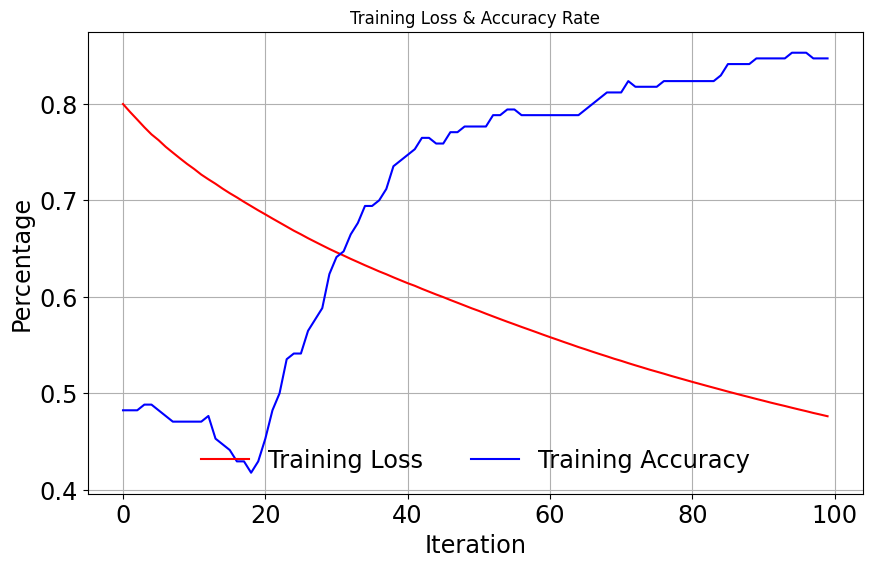 Training Loss & Accuracy Rate
0.8
0.7
0.6
0.5
0.4
Percentage
Training Loss Training Accuracy
0 20 40 60 80 100
Iteration